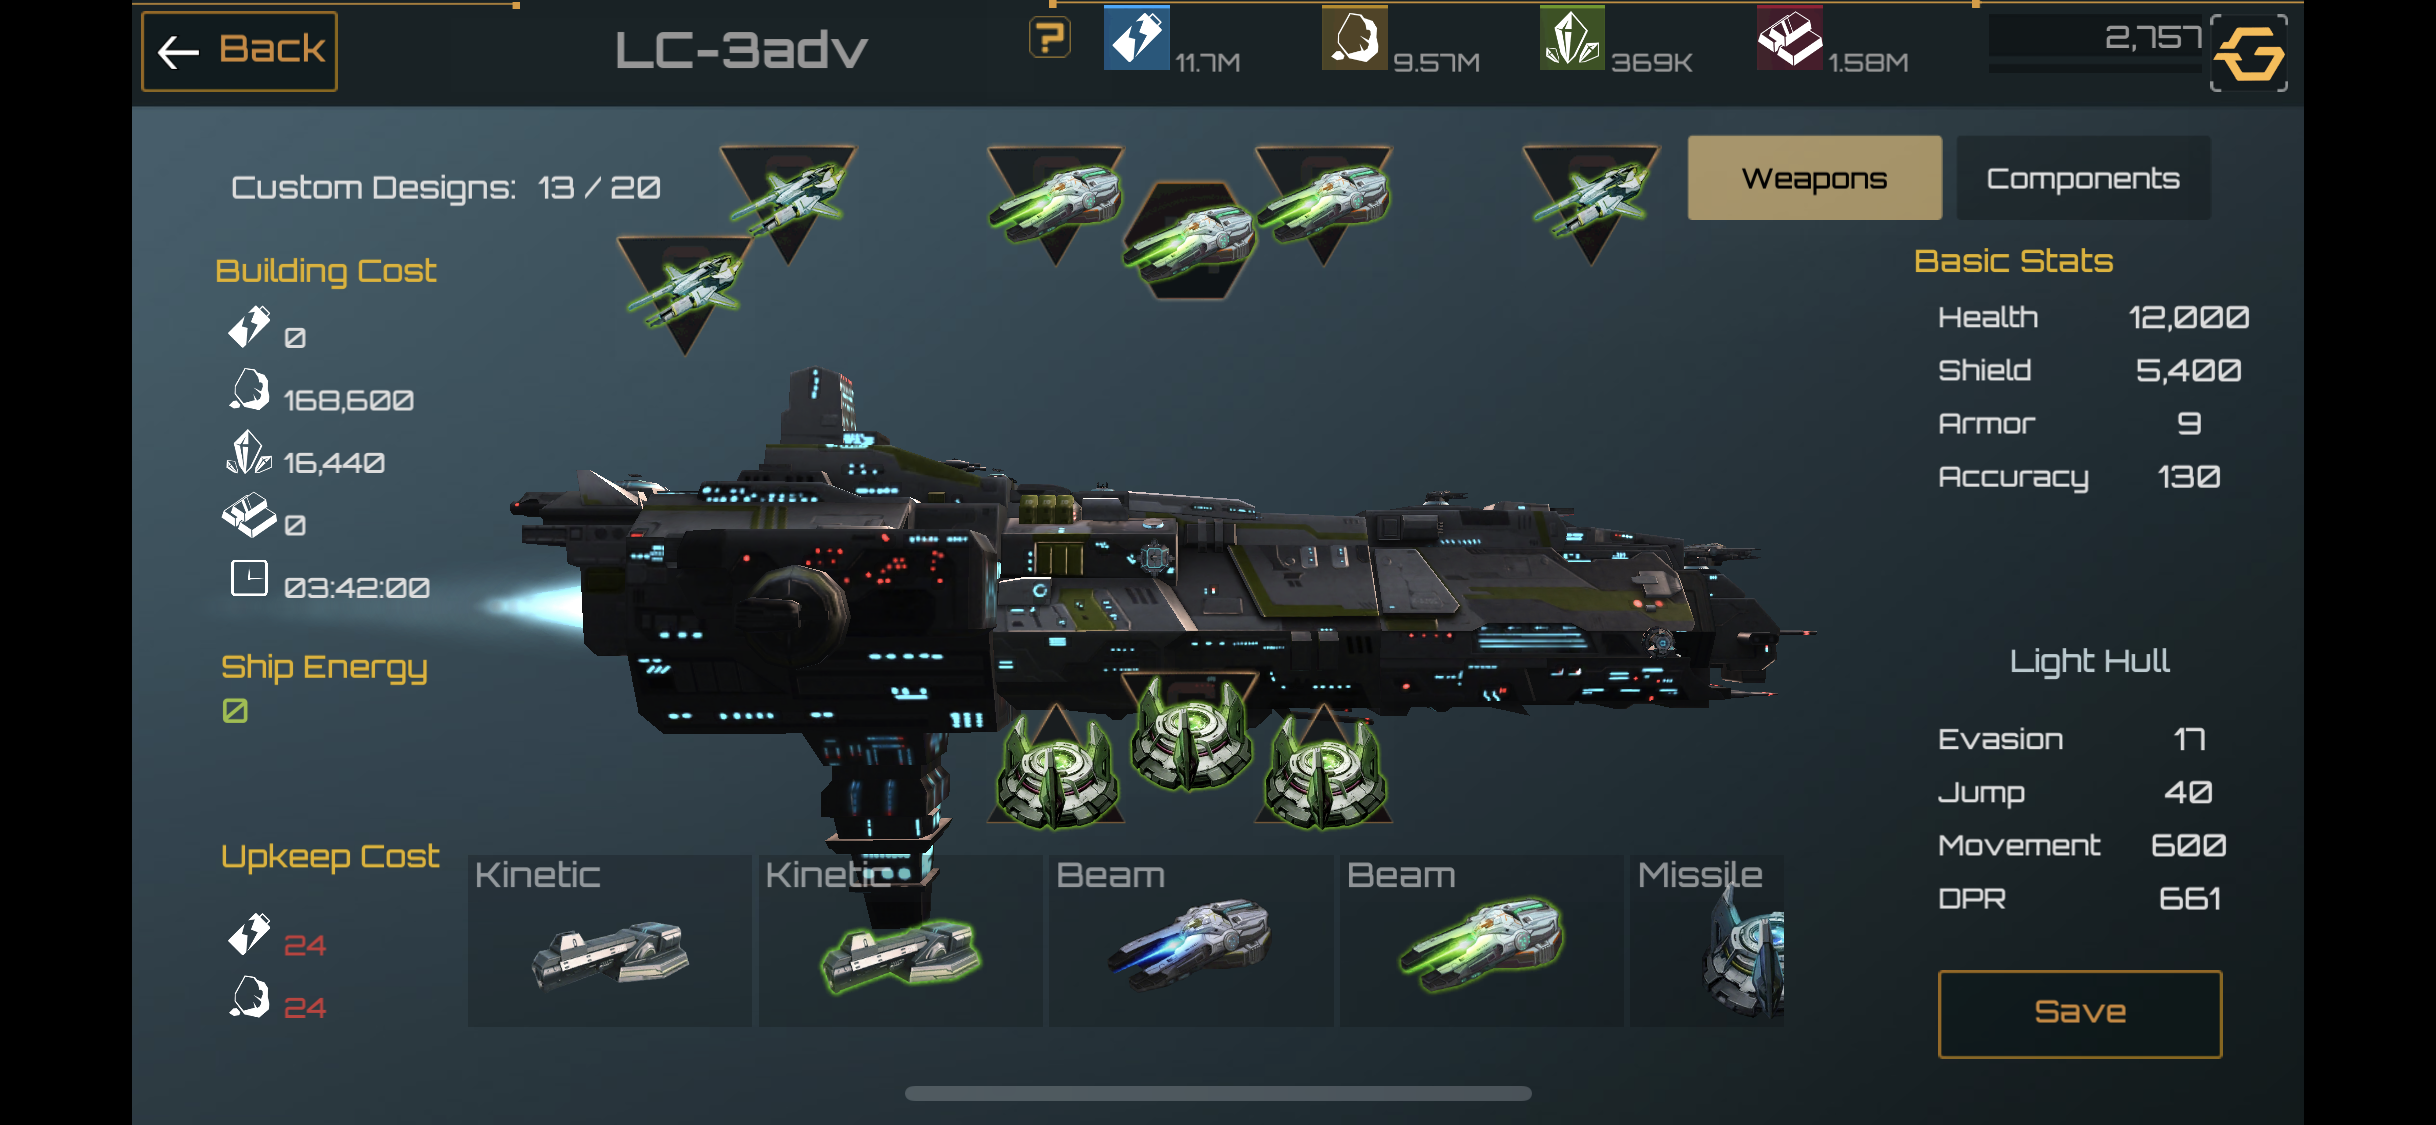 Back
LC-3adv
?
11.7M
9.57M
369K
1.58M
2,757
Custom Designs: 13 / 20
Weapons
Components
Building Cost
0
168,600
16,440
0
03:42:00
Ship Energy
0
Upkeep Cost
24
24
Basic Stats
Health 12,000
Shield 5,400
Armor 9
Accuracy 130
Light Hull
Evasion 17
Jump 40
Movement 600
DPR 661
Kinetic
Kinetic
Beam
Beam
Missile
Save